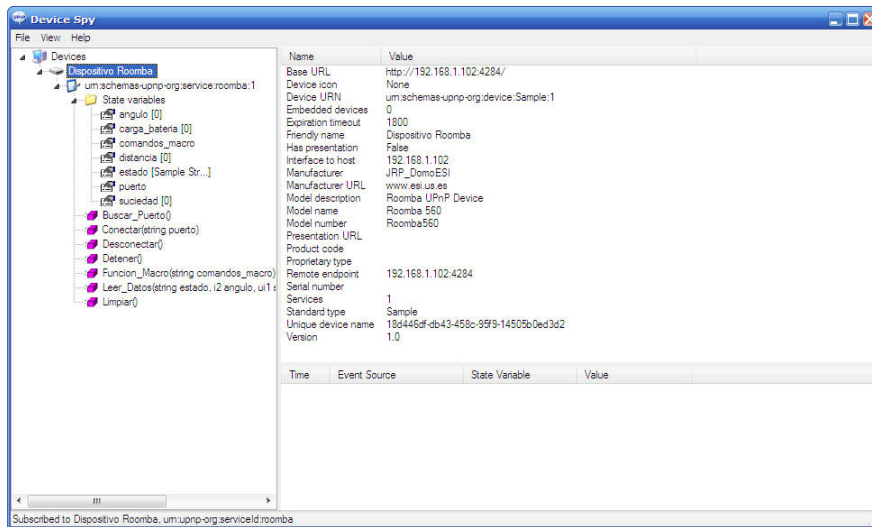 Device Spy
File View Help
Devices
Dispositivo Roomba
urn:schemas-upnp-org:service:roomba:1
State variables
angulo [0]
carga_bateria [0]
comandos_macro
distancia [0]
estado [Sample Str...]
puerto
suciedad [0]
Buscar_Puerto()
Conectar(string puerto)
Desconectar()
Detener()
Funcion_Macro(string comandos_macro)
Leer_Datos(string estado, i2 angulo, ui1 s
Limpiar()
Name Value
Base URL http://192.168.1.102:4284/
Device icon None
Device URN urn:schemas-upnp-org:device:Sample:1
Embedded devices 0
Expiration timeout 1800
Friendly name Dispositivo Roomba
Has presentation False
Interface to host 192.168.1.102
Manufacturer JRP_DomoESI
Manufacturer URL www.esi.us.es
Model description Roomba UPnP Device
Model name Roomba 560
Model number Roomba560
Presentation URL
Product code
Proprietary type
Remote endpoint 192.168.1.102:4284
Serial number
Services 1
Standard type Sample
Unique device name 18d446df-db43-458c-95f9-14505b0ed3d2
Version 1.0
Time Event Source State Variable Value
Subscribed to Dispositivo Roomba, urn:upnp-org:serviceId:roomba